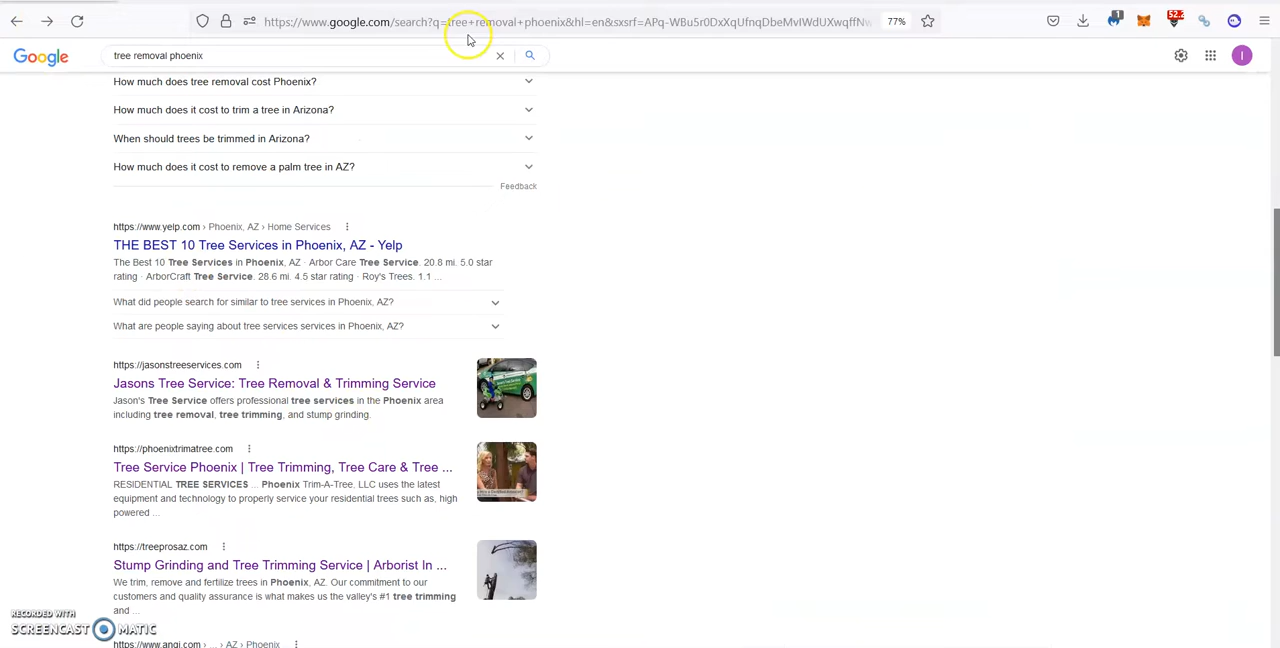 https://www.google.com/search?q=tree+removal+phoenix&hl=en&sxsrf=APq-WBu5r0DxXqUfnqDbeMvIWdUXwqffNw
77%
1
52.2
Google
tree removal phoenix
I
How much does tree removal cost Phoenix?
How much does it cost to trim a tree in Arizona?
When should trees be trimmed in Arizona?
How much does it cost to remove a palm tree in AZ?
Feedback
https://www.yelp.com › Phoenix, AZ › Home Services
THE BEST 10 Tree Services in Phoenix, AZ - Yelp
The Best 10 Tree Services in Phoenix, AZ · Arbor Care Tree Service. 20.8 mi. 5.0 star
rating · ArborCraft Tree Service. 28.6 mi. 4.5 star rating · Roy's Trees. 1.1 ...
What did people search for similar to tree services in Phoenix, AZ?
What are people saying about tree services services in Phoenix, AZ?
https://jasonstreeservices.com
Jasons Tree Service: Tree Removal & Trimming Service
Jason's Tree Service offers professional tree services in the Phoenix area
including tree removal, tree trimming, and stump grinding.
https://phoenixtrimatree.com
Tree Service Phoenix | Tree Trimming, Tree Care & Tree ...
RESIDENTIAL TREE SERVICES ... Phoenix Trim-A-Tree. LLC uses the latest
equipment and technology to properly service your residential trees such as, high
powered ...
https://treeprosaz.com
Stump Grinding and Tree Trimming Service | Arborist In ...
We trim, remove and fertilize trees in Phoenix, AZ. Our commitment to our
customers and quality assurance is what makes us the valley's #1 tree trimming
and ...
RECORDED WITH
SCREENCAST MATIC
https://www.angi.com › ... › AZ › Phoenix